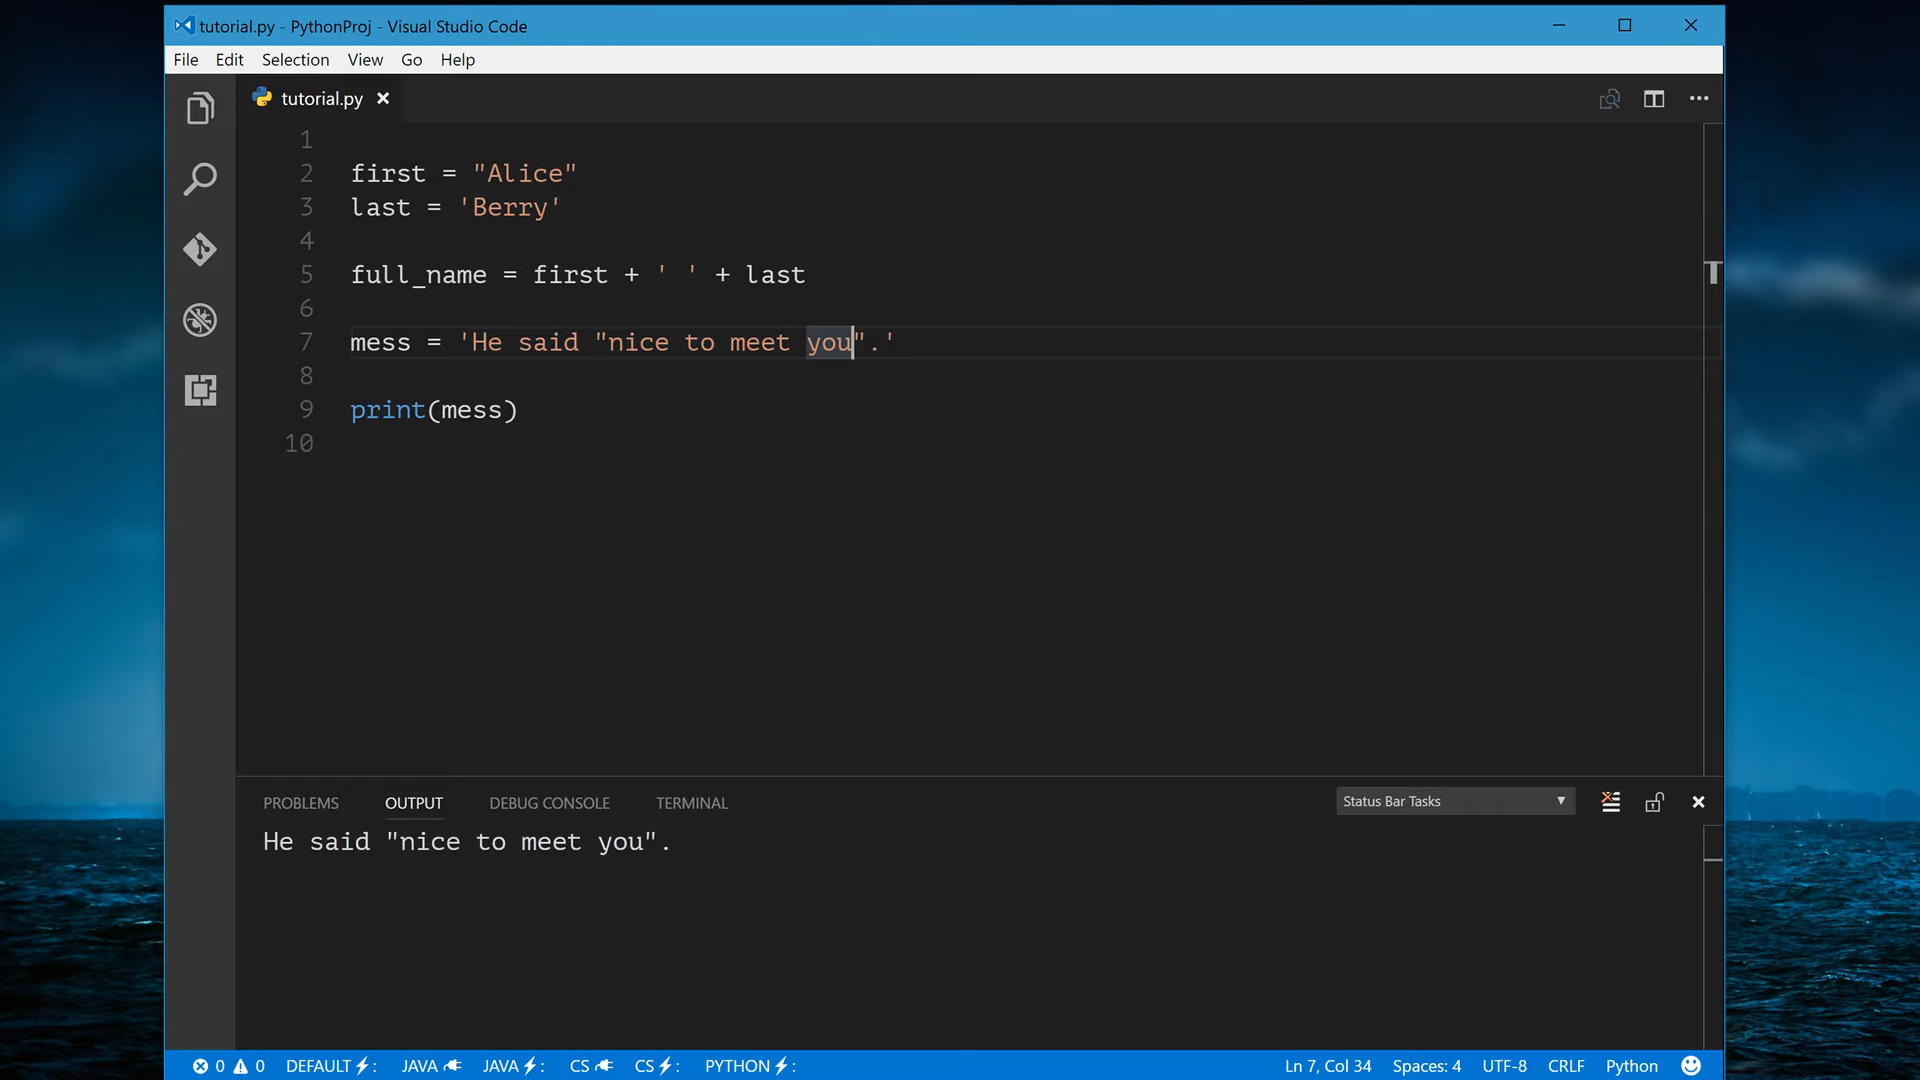 tutorial.py - PythonProj - Visual Studio Code
File Edit Selection View Go Help
tutorial.py
1
2 first = "Alice"
3 last = 'Berry'
4
5 full_name = first + ' ' + last
6
7 mess = 'He said "nice to meet you".'
8
9 print(mess)
10
PROBLEMS OUTPUT DEBUG CONSOLE TERMINAL Status Bar Tasks
He said "nice to meet you".
0 0 DEFAULT : JAVA JAVA : CS CS : PYTHON : Ln 7, Col 34 Spaces: 4 UTF-8 CRLF Python